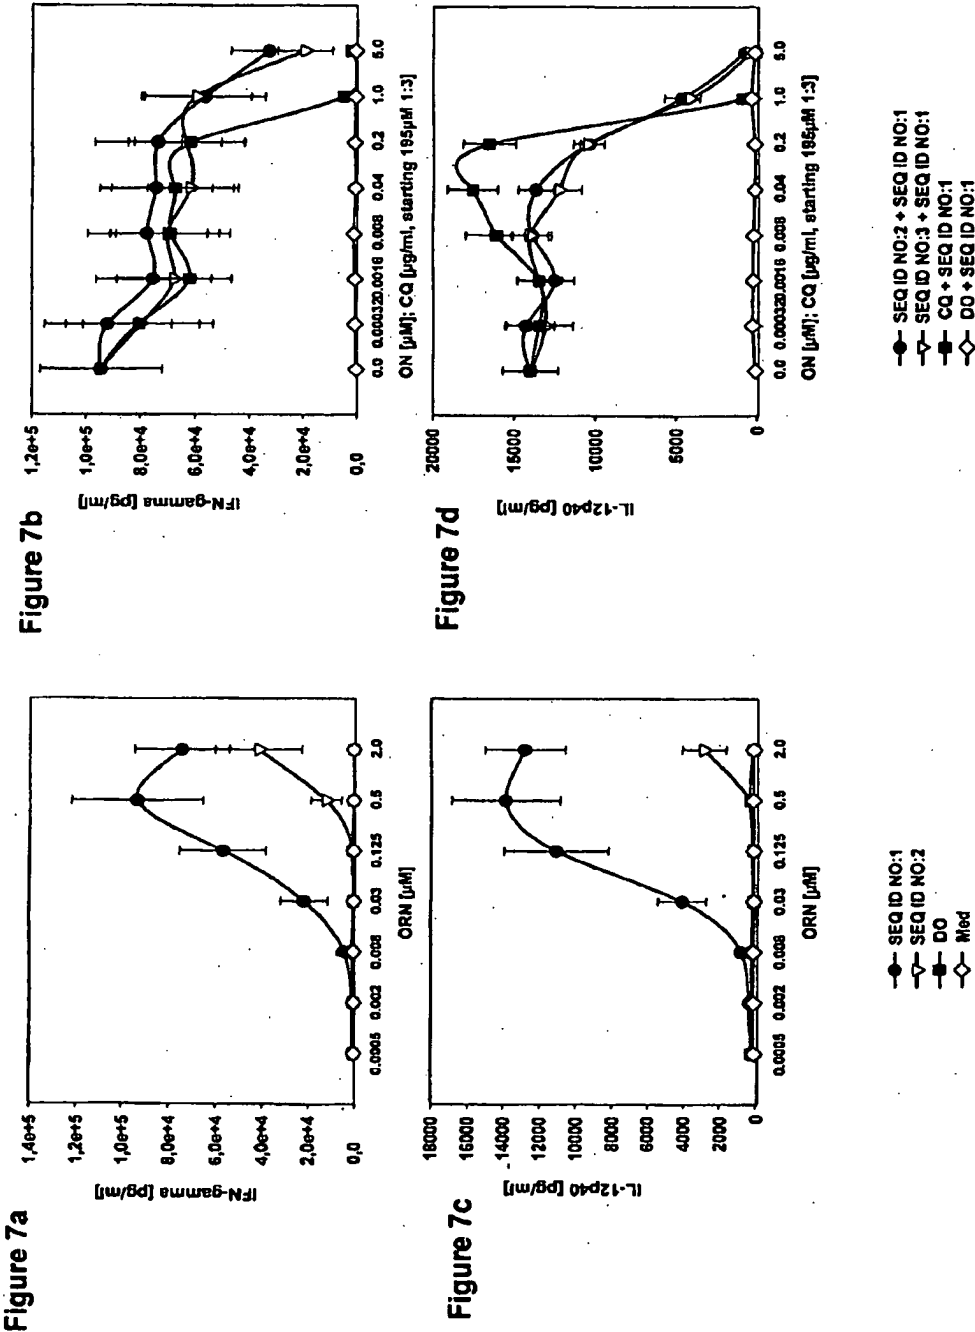 Figure 7a
1,4e+5
1,2e+5
1,0e+5
8,0e+4
6,0e+4
4,0e+4
2,0e+4
0,0
IFN-gamma [pg/ml]
0.0005 0.002 0.008 0.03 0.125 0.5 2.0
ORN [µM]
Figure 7b
1,2e+5
1,0e+5
8,0e+4
6,0e+4
4,0e+4
2,0e+4
0,0
IFN-gamma [pg/ml]
0.0 0.00032 0.0016 0.008 0.04 0.2 1.0 5.0
ON [µM]; CQ [µg/ml, starting 195µM 1:3]
Figure 7c
18000
16000
14000
12000
10000
8000
6000
4000
2000
0
IL-12p40 [pg/ml]
0.0005 0.002 0.008 0.03 0.125 0.5 2.0
ORN [µM]
SEQ ID NO:1
SEQ ID NO:2
DO
Med
Figure 7d
20000
15000
10000
5000
0
IL-12p40 [pg/ml]
0.0 0.00032 0.0016 0.008 0.04 0.2 1.0 5.0
ON [µM]; CQ [µg/ml, starting 195µM 1:3]
SEQ ID NO:2 + SEQ ID NO:1
SEQ ID NO:3 + SEQ ID NO:1
CQ + SEQ ID NO:1
DO + SEQ ID NO:1